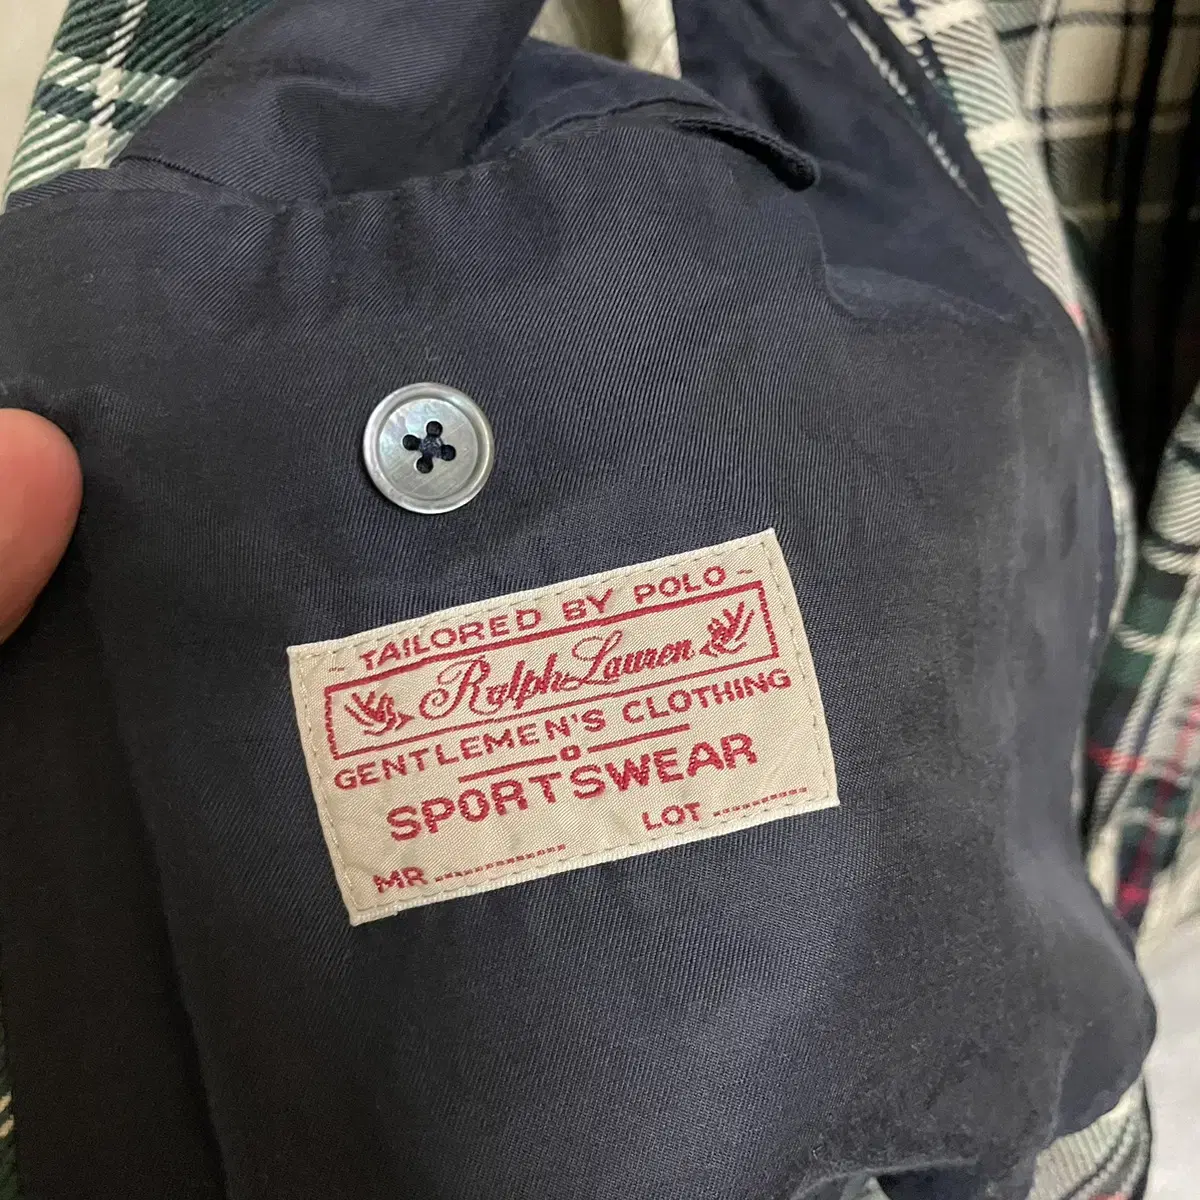 - TAILORED BY POLO -
Ralph Lauren
GENTLEMEN'S CLOTHING
SPORTSWEAR
LOT ----------
MR ----------